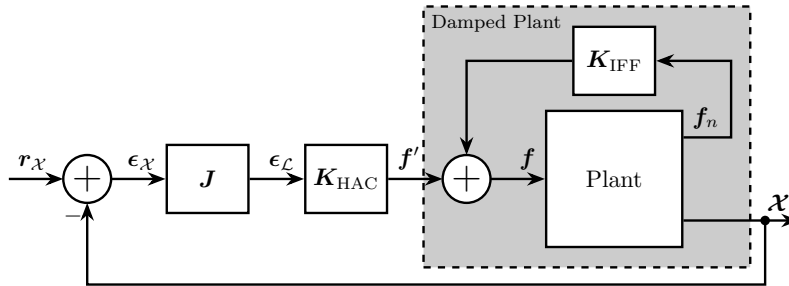 Damped Plant
K_IFF
r_𝒳
+
−
ϵ_𝒳
J
ϵ_ℒ
K_HAC
f′
+
f
Plant
f_n
𝒳